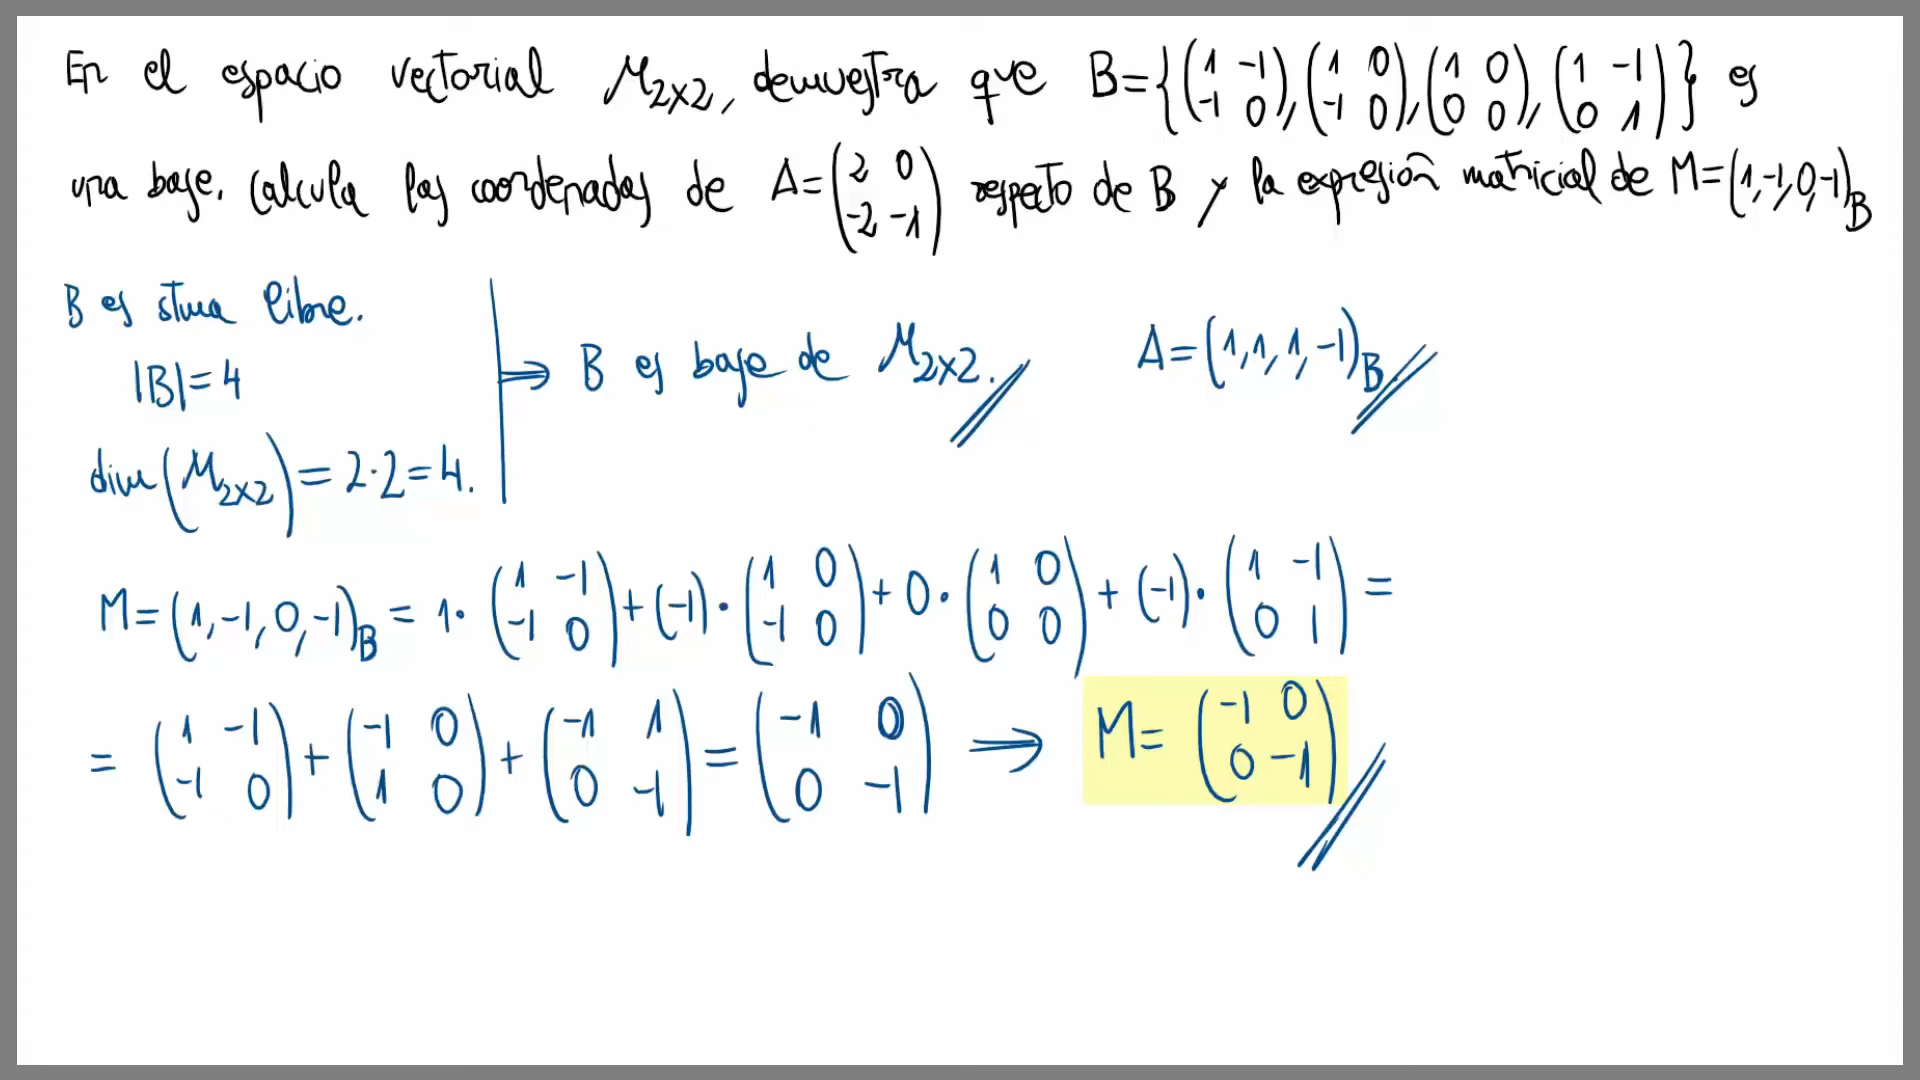 En el espacio vectorial M₂ₓ₂, demuestra que B={(1 -1; -1 0), (1 0; -1 0), (1 0; 0 0), (1 -1; 0 1)} es
una base. Calcula las coordenadas de A=(2 0; -2 -1) respecto de B y la expresión matricial de M=(1,-1,0,-1)_B
B es stma libre.
|B|=4
dim(M₂ₓ₂)=2·2=4.
⇒ B es base de M₂ₓ₂.
A=(1,1,1,-1)_B
M=(1,-1,0,-1)_B = 1·(1 -1; -1 0)+(-1)·(1 0; -1 0)+0·(1 0; 0 0)+(-1)·(1 -1; 0 1)=
=(1 -1; -1 0)+(-1 0; 1 0)+(-1 1; 0 -1)=(-1 0; 0 -1) ⇒ M=(-1 0; 0 -1)